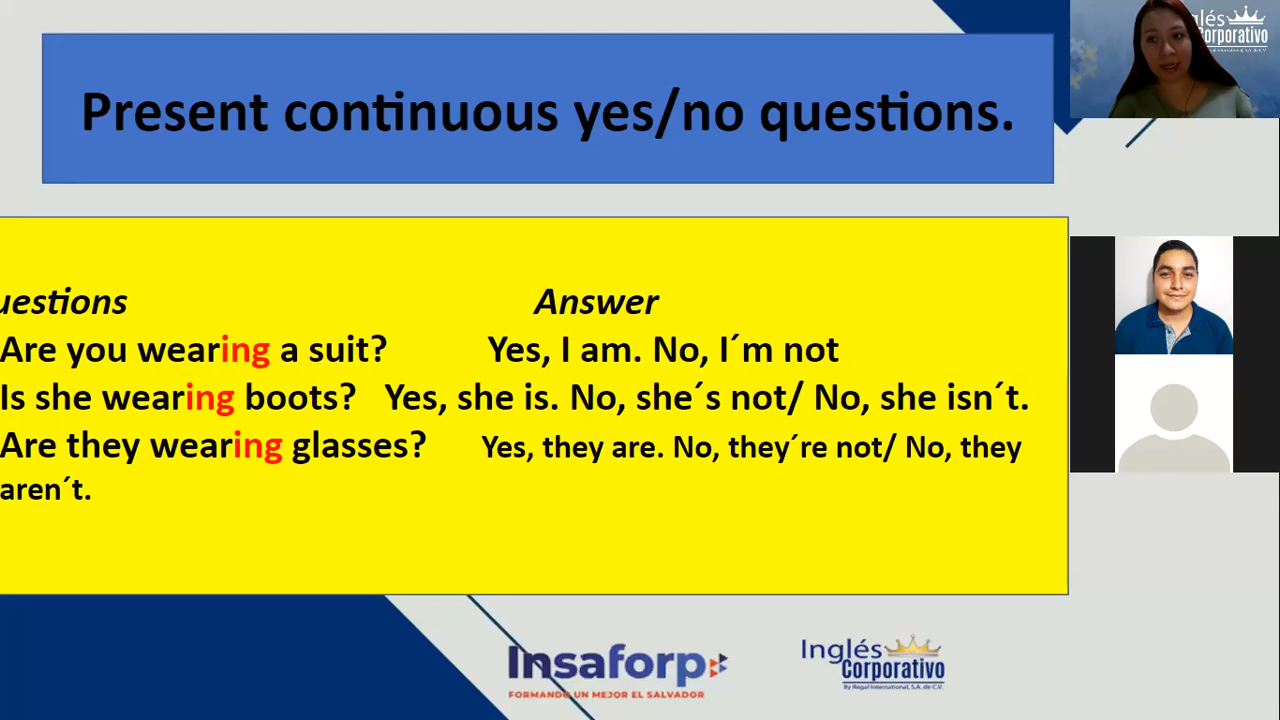 Present continuous yes/no questions.
uestions Answer
Are you wearing a suit? Yes, I am. No, I´m not
Is she wearing boots? Yes, she is. No, she´s not/ No, she isn´t.
Are they wearing glasses? Yes, they are. No, they´re not/ No, they
aren´t.
Insaforp
FORMANDO UN MEJOR EL SALVADOR
Inglés
Corporativo
By Regal International, S.A. de C.V.
glés
Corporativo